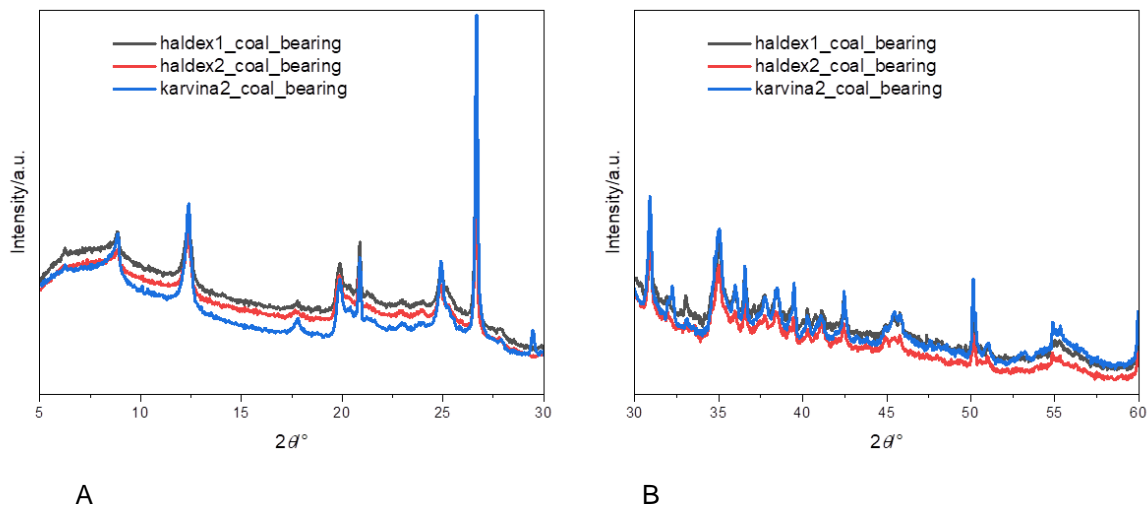 haldex1_coal_bearing
haldex2_coal_bearing
karvina2_coal_bearing
Intensity/a.u.
5 10 15 20 25 30
2θ/°
A
haldex1_coal_bearing
haldex2_coal_bearing
karvina2_coal_bearing
Intensity/a.u.
30 35 40 45 50 55 60
2θ/°
B